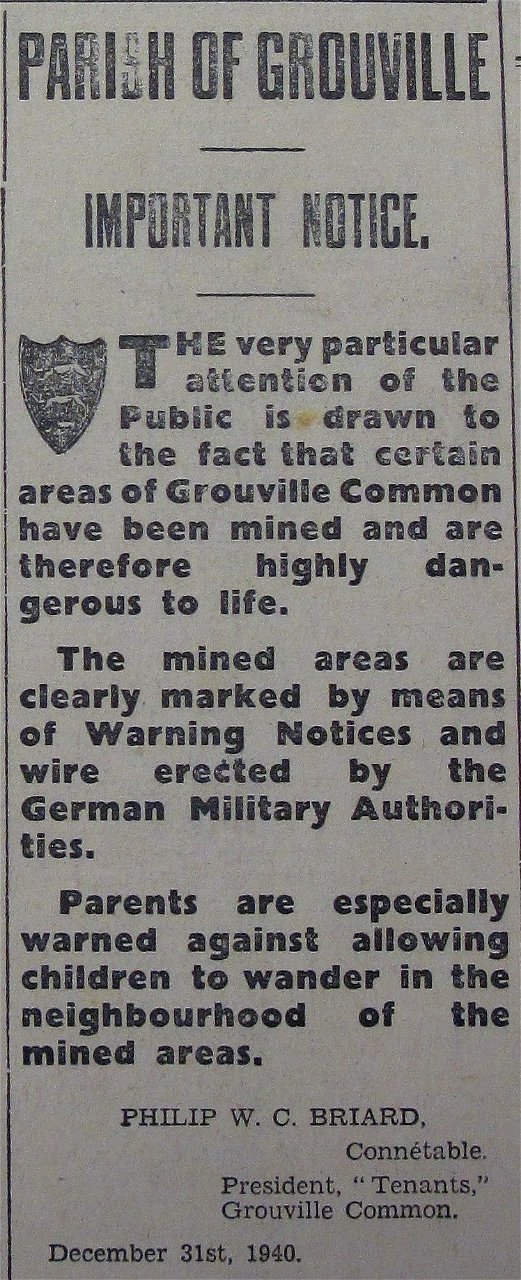 PARISH OF GROUVILLE
IMPORTANT NOTICE.
THE very particular
attention of the
Public is drawn to
the fact that certain
areas of Grouville Common
have been mined and are
therefore highly dan-
gerous to life.
The mined areas are
clearly marked by means
of Warning Notices and
wire erected by the
German Military Authori-
ties.
Parents are especially
warned against allowing
children to wander in the
neighbourhood of the
mined areas.
PHILIP W. C. BRIARD,
Connétable.
President, "Tenants,"
Grouville Common.
December 31st, 1940.